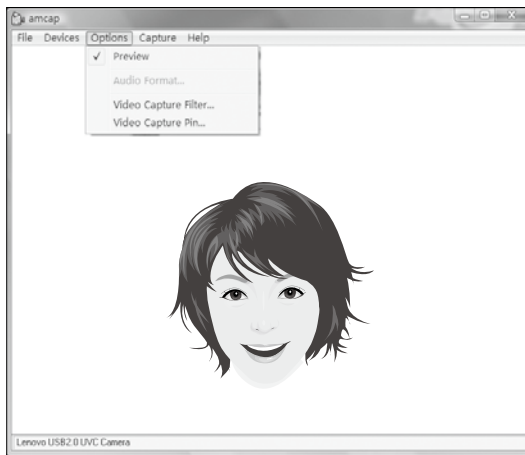 amcap
File Devices Options Capture Help
✓ Preview
Audio Format...
Video Capture Filter...
Video Capture Pin...
Lenovo USB2.0 UVC Camera